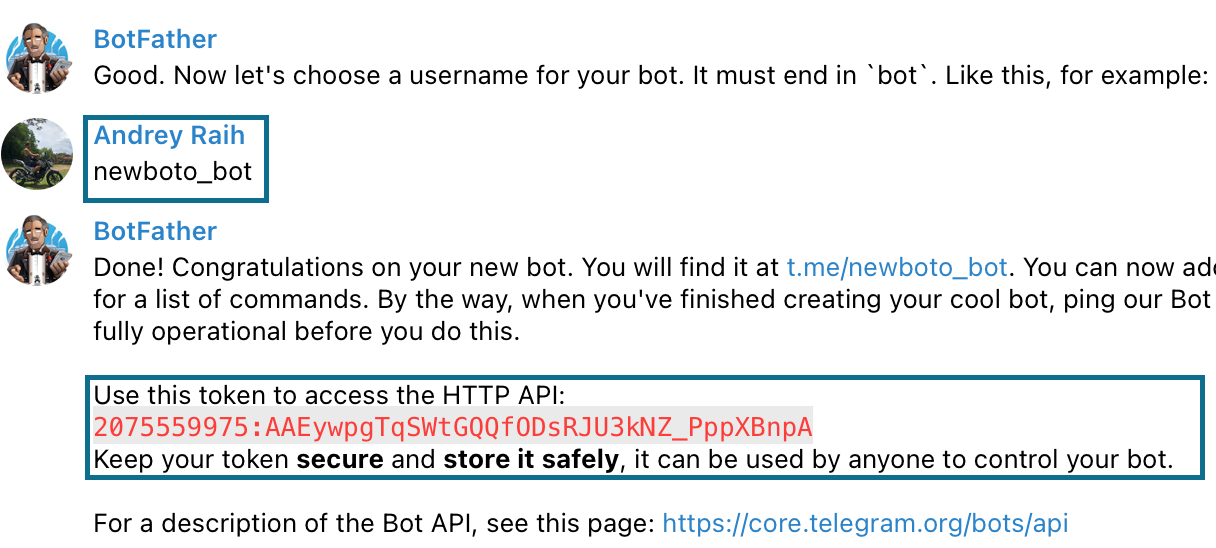 BotFather
Good. Now let's choose a username for your bot. It must end in `bot`. Like this, for example:
Andrey Raih
newboto_bot
BotFather
Done! Congratulations on your new bot. You will find it at t.me/newboto_bot. You can now
for a list of commands. By the way, when you've finished creating your cool bot, ping our Bot
fully operational before you do this.
Use this token to access the HTTP API:
2075559975:AAEywpgTqSWtGQQfODsRJU3kNZ_PppXBnpA
Keep your token secure and store it safely, it can be used by anyone to control your bot.
For a description of the Bot API, see this page: https://core.telegram.org/bots/api